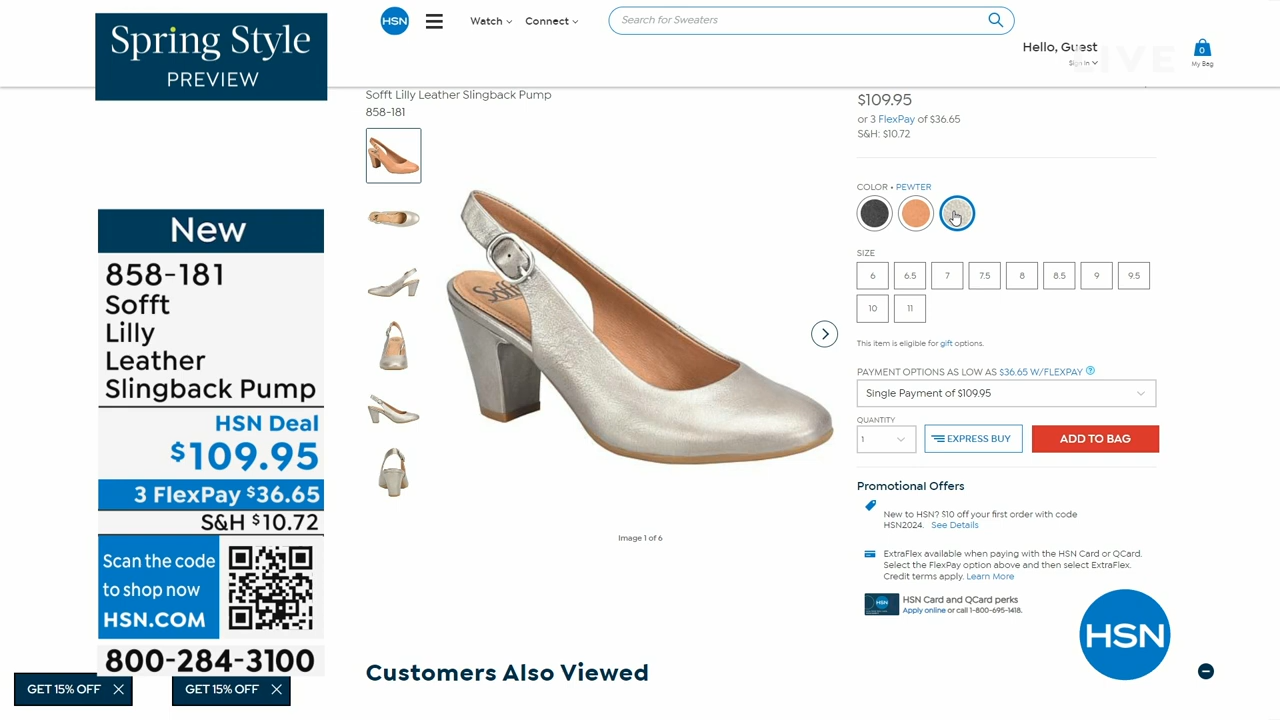 Spring Style
PREVIEW
HSN
Watch
Connect
Search for Sweaters
Hello, Guest
Sign In
LIVE
0
My Bag
New
858-181
Sofft
Lilly
Leather
Slingback Pump
HSN Deal
$109.95
3 FlexPay $36.65
S&H $10.72
Scan the code
to shop now
HSN.COM
800-284-3100
GET 15% OFF
GET 15% OFF
Sofft Lilly Leather Slingback Pump
858-181
Sofft
Image 1 of 6
$109.95
or 3 FlexPay of $36.65
S&H: $10.72
COLOR • PEWTER
SIZE
6 6.5 7 7.5 8 8.5 9 9.5
10 11
This item is eligible for gift options.
PAYMENT OPTIONS AS LOW AS $36.65 W/FLEXPAY ?
Single Payment of $109.95
QUANTITY
1
EXPRESS BUY
ADD TO BAG
Promotional Offers
New to HSN? $10 off your first order with code
HSN2024. See Details
ExtraFlex available when paying with the HSN Card or QCard.
Select the FlexPay option above and then select ExtraFlex.
Credit terms apply. Learn More
HSN
HSN Card and QCard perks
Apply online or call 1-800-695-1418.
HSN
Customers Also Viewed